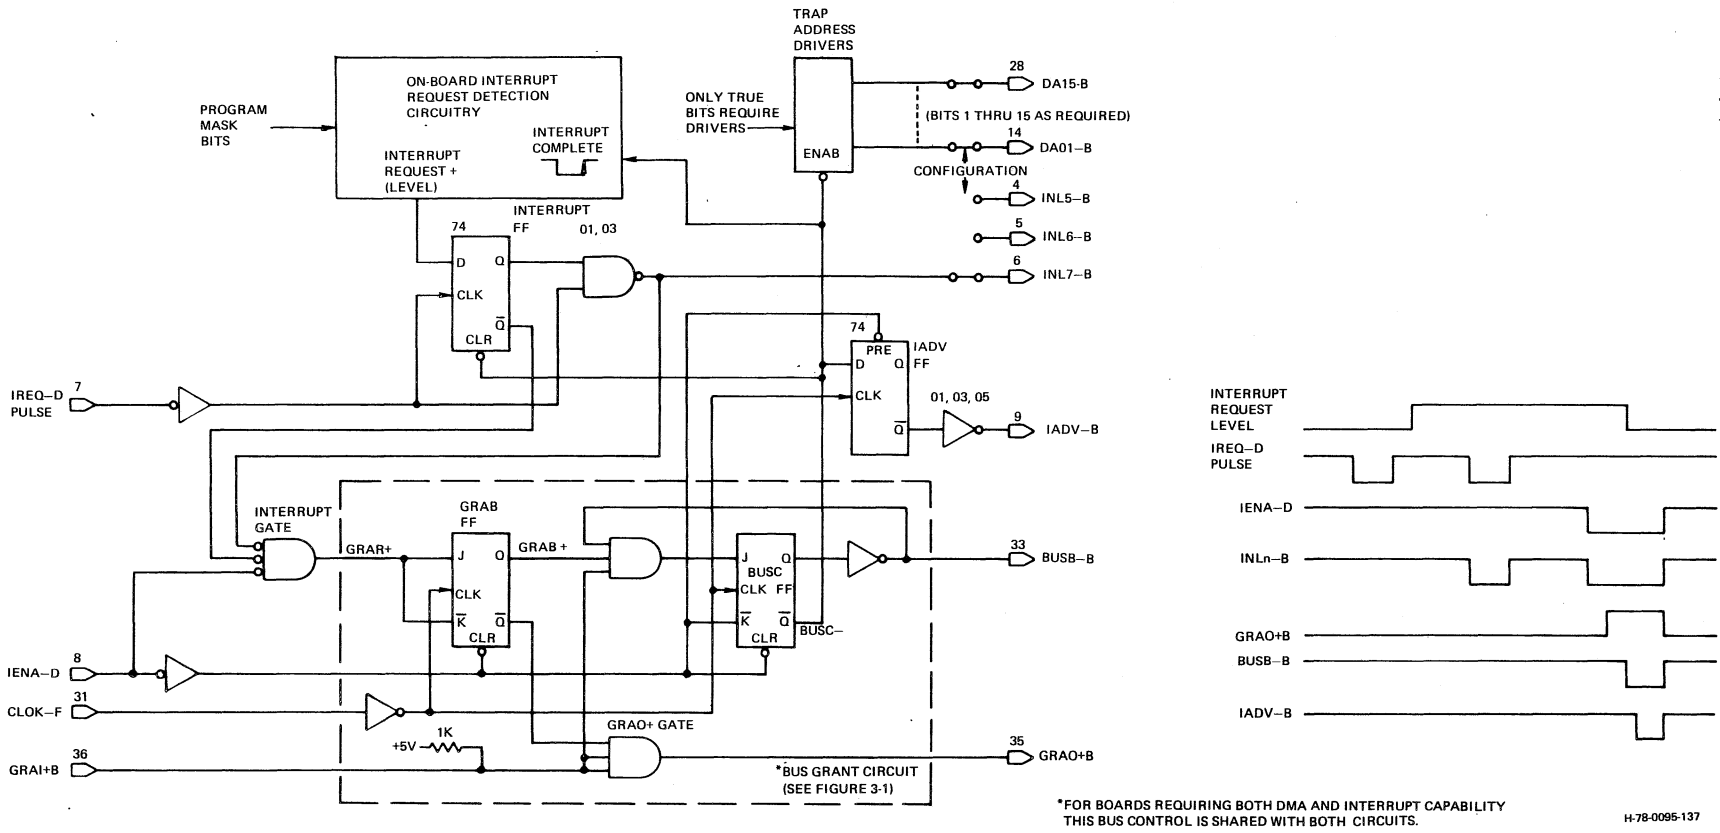 TRAP
ADDRESS
DRIVERS
ON-BOARD INTERRUPT
REQUEST DETECTION
CIRCUITRY
PROGRAM
MASK
BITS
INTERRUPT
COMPLETE
INTERRUPT
REQUEST +
(LEVEL)
ONLY TRUE
BITS REQUIRE
DRIVERS
ENAB
28
DA15-B
(BITS 1 THRU 15 AS REQUIRED)
14
DA01-B
CONFIGURATION
4
INL5-B
5
INL6-B
6
INL7-B
INTERRUPT
FF
74
01, 03
D
Q
CLK
Q̅
CLR
74
PRE
IADV
FF
D
Q
CLK
Q̅
01, 03, 05
9
IADV-B
7
IREQ-D
PULSE
INTERRUPT
GATE
GRAR+
GRAB
FF
J
Q
CLK
K̅
Q̅
CLR
GRAB +
J
Q
BUSC
CLK FF
K̅
Q̅
CLR
BUSC-
33
BUSB-B
8
IENA-D
31
CLOK-F
1K
+5V
36
GRAI+B
GRAO+ GATE
35
GRAO+B
*BUS GRANT CIRCUIT
(SEE FIGURE 3-1)
INTERRUPT
REQUEST
LEVEL
IREQ-D
PULSE
IENA-D
INLn-B
GRAO+B
BUSB-B
IADV-B
*FOR BOARDS REQUIRING BOTH DMA AND INTERRUPT CAPABILITY
THIS BUS CONTROL IS SHARED WITH BOTH CIRCUITS.
H-78-0095-137